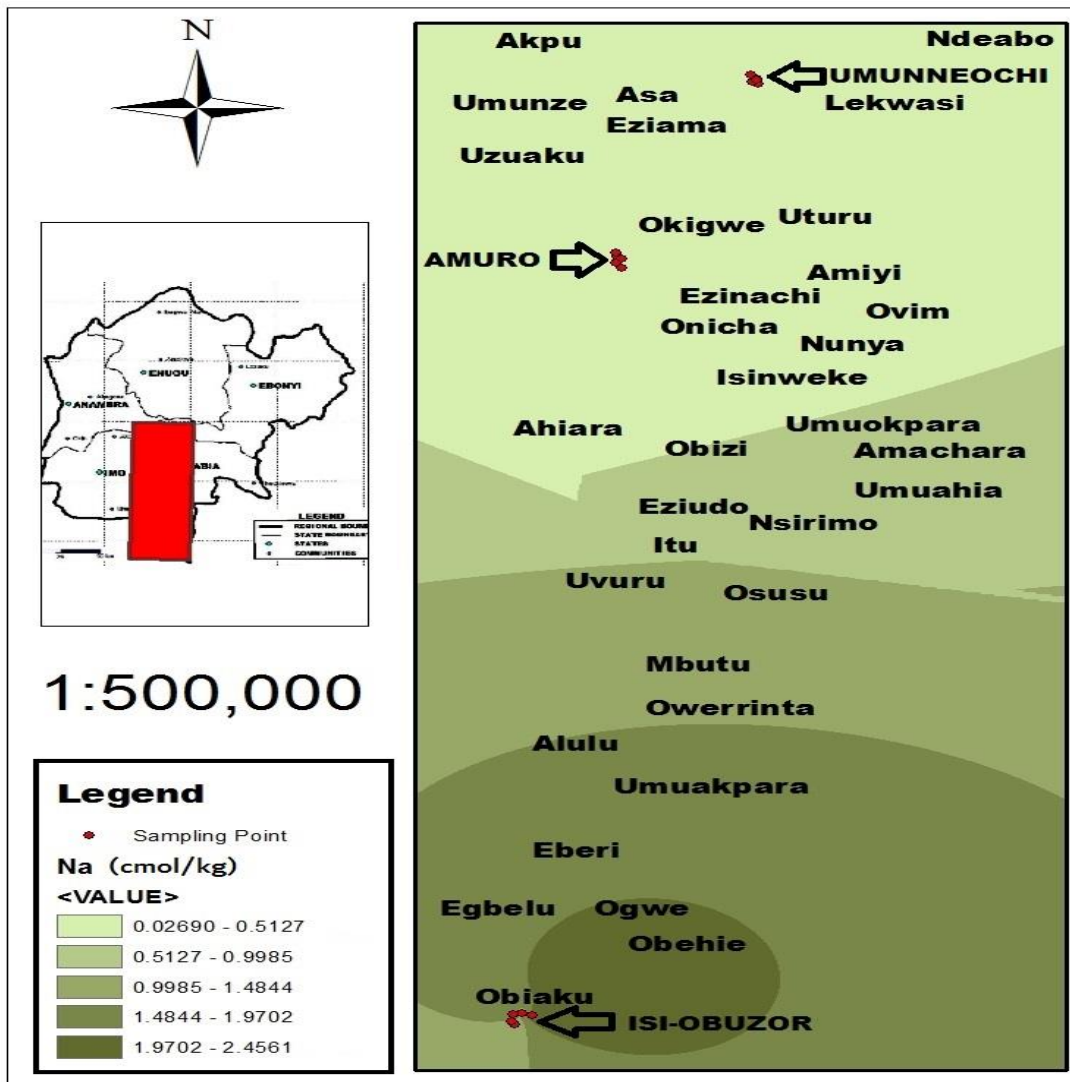 N
Akpu
Ndeabo
UMUNNEOCHI
Asa
Umunze
Lekwasi
Eziama
Uzuaku
Okigwe
Uturu
AMURO
Amiyi
Ezinachi
Ovim
Onicha
Nunya
Isinweke
Ahiara
Umuokpara
Obizi
Amachara
Umuahia
Eziudo
Nsirimo
Itu
Uvuru
Osusu
Mbutu
Owerrinta
Alulu
Umuakpara
Eberi
Egbelu
Ogwe
Obehie
Obiaku
ISI-OBUZOR
ENUGU
EBONYI
ANAMBRA
IMO
ABIA
LEGEND
REGIONAL BOUN
STATE BOUNDARY
STATES
COMMUNITIES
1:500,000
Legend
Sampling Point
Na (cmol/kg)
<VALUE>
0.02690 - 0.5127
0.5127 - 0.9985
0.9985 - 1.4844
1.4844 - 1.9702
1.9702 - 2.4561